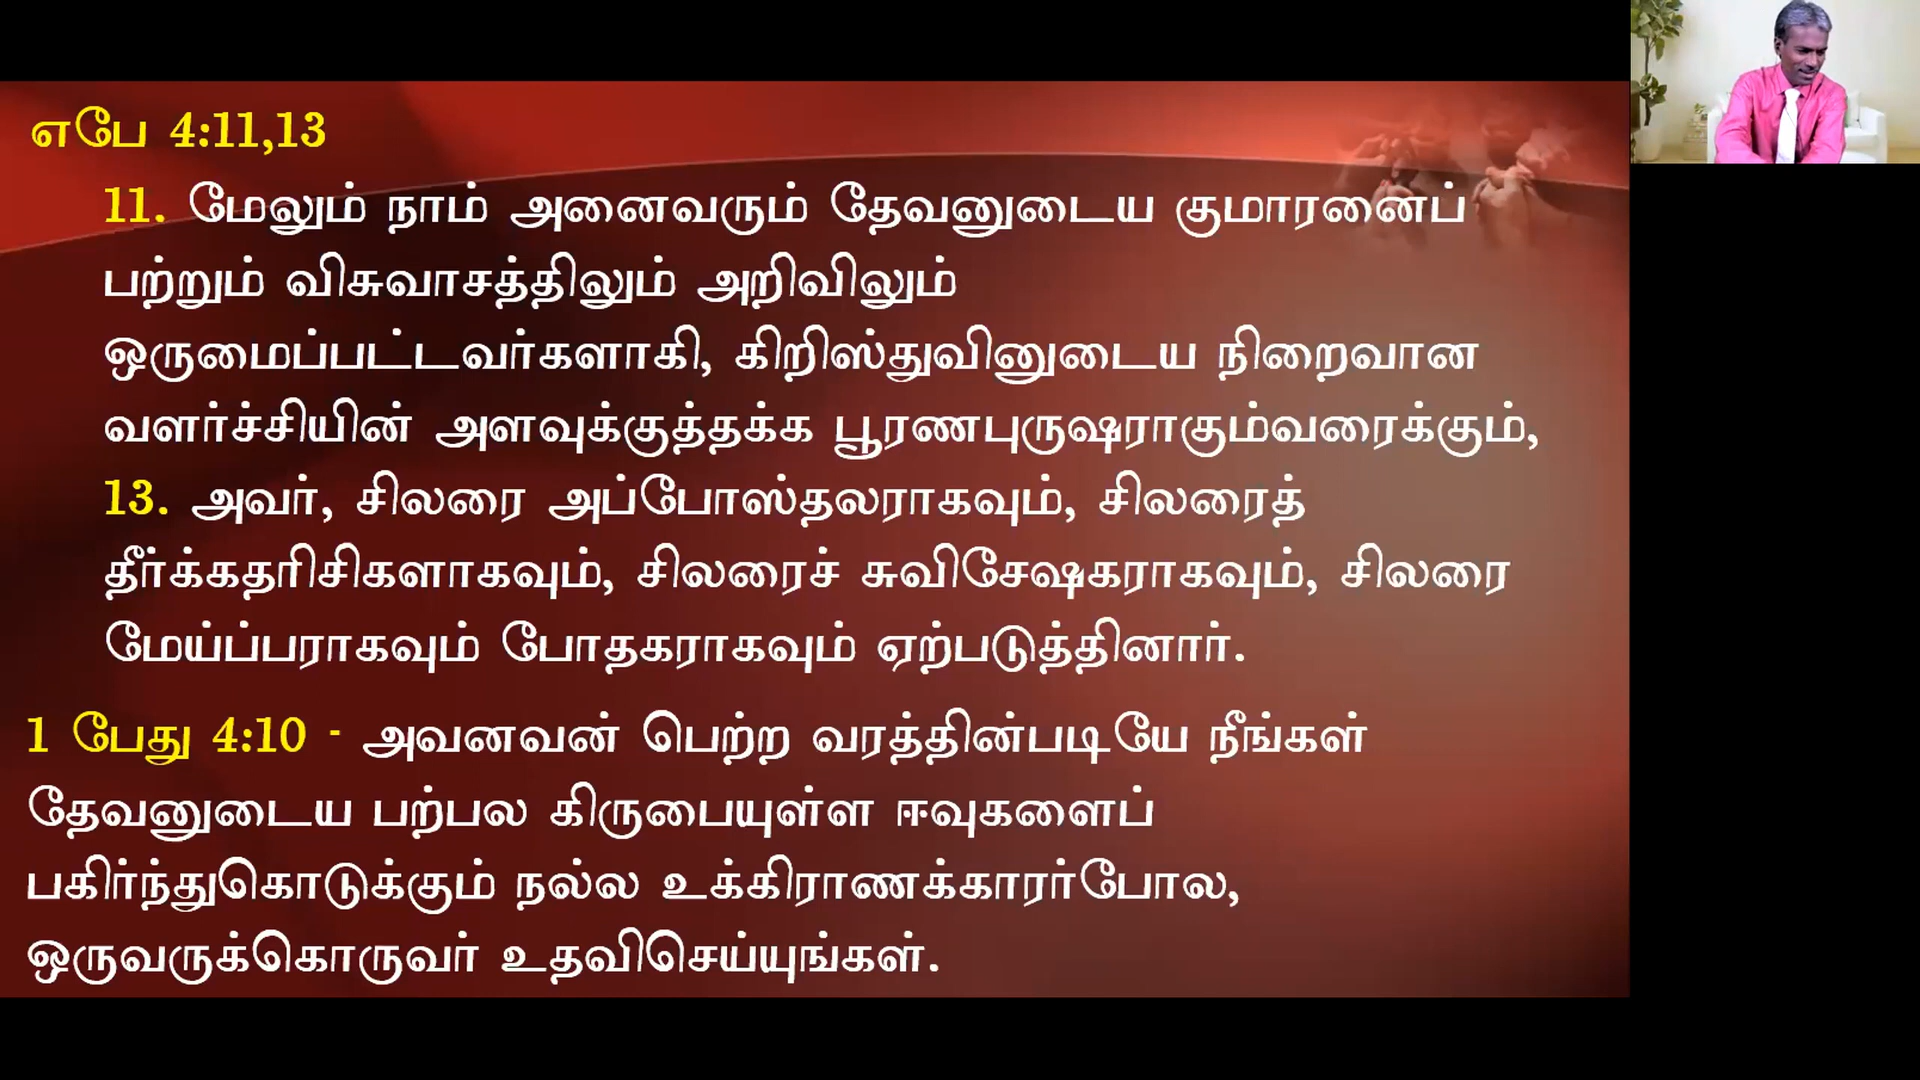 எபே 4:11,13
11. மேலும் நாம் அனைவரும் தேவனுடைய குமாரனைப்
பற்றும் விசுவாசத்திலும் அறிவிலும்
ஒருமைப்பட்டவர்களாகி, கிறிஸ்துவினுடைய நிறைவான
வளர்ச்சியின் அளவுக்குத்தக்க பூரணபுருஷராகும்வரைக்கும்,
13. அவர், சிலரை அப்போஸ்தலராகவும், சிலரைத்
தீர்க்கதரிசிகளாகவும், சிலரைச் சுவிசேஷகராகவும், சிலரை
மேய்ப்பராகவும் போதகராகவும் ஏற்படுத்தினார்.
1 பேது 4:10 - அவனவன் பெற்ற வரத்தின்படியே நீங்கள்
தேவனுடைய பற்பல கிருபையுள்ள ஈவுகளைப்
பகிர்ந்துகொடுக்கும் நல்ல உக்கிராணக்காரர்போல,
ஒருவருக்கொருவர் உதவிசெய்யுங்கள்.